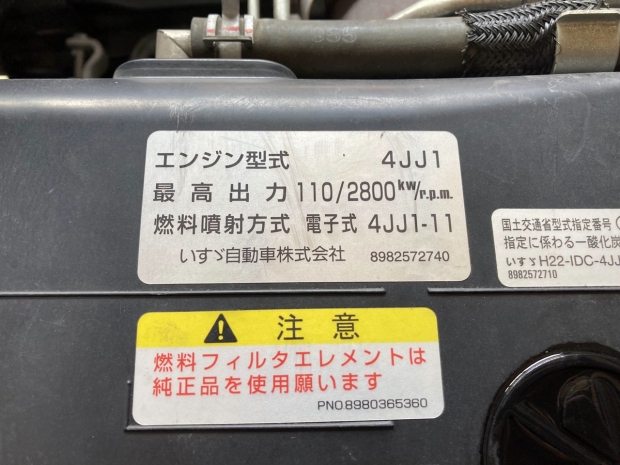 エンジン型式 4JJ1
最高出力 110/2800kw/r.p.m.
燃料噴射方式 電子式 4JJ1-11
いすゞ自動車株式会社 8982572740
国土交通省型式指定番号
指定に係わる一酸化炭
いすゞH22-IDC-4JJ
8982572710
注意
燃料フィルタエレメントは
純正品を使用願います
PNO8980365360